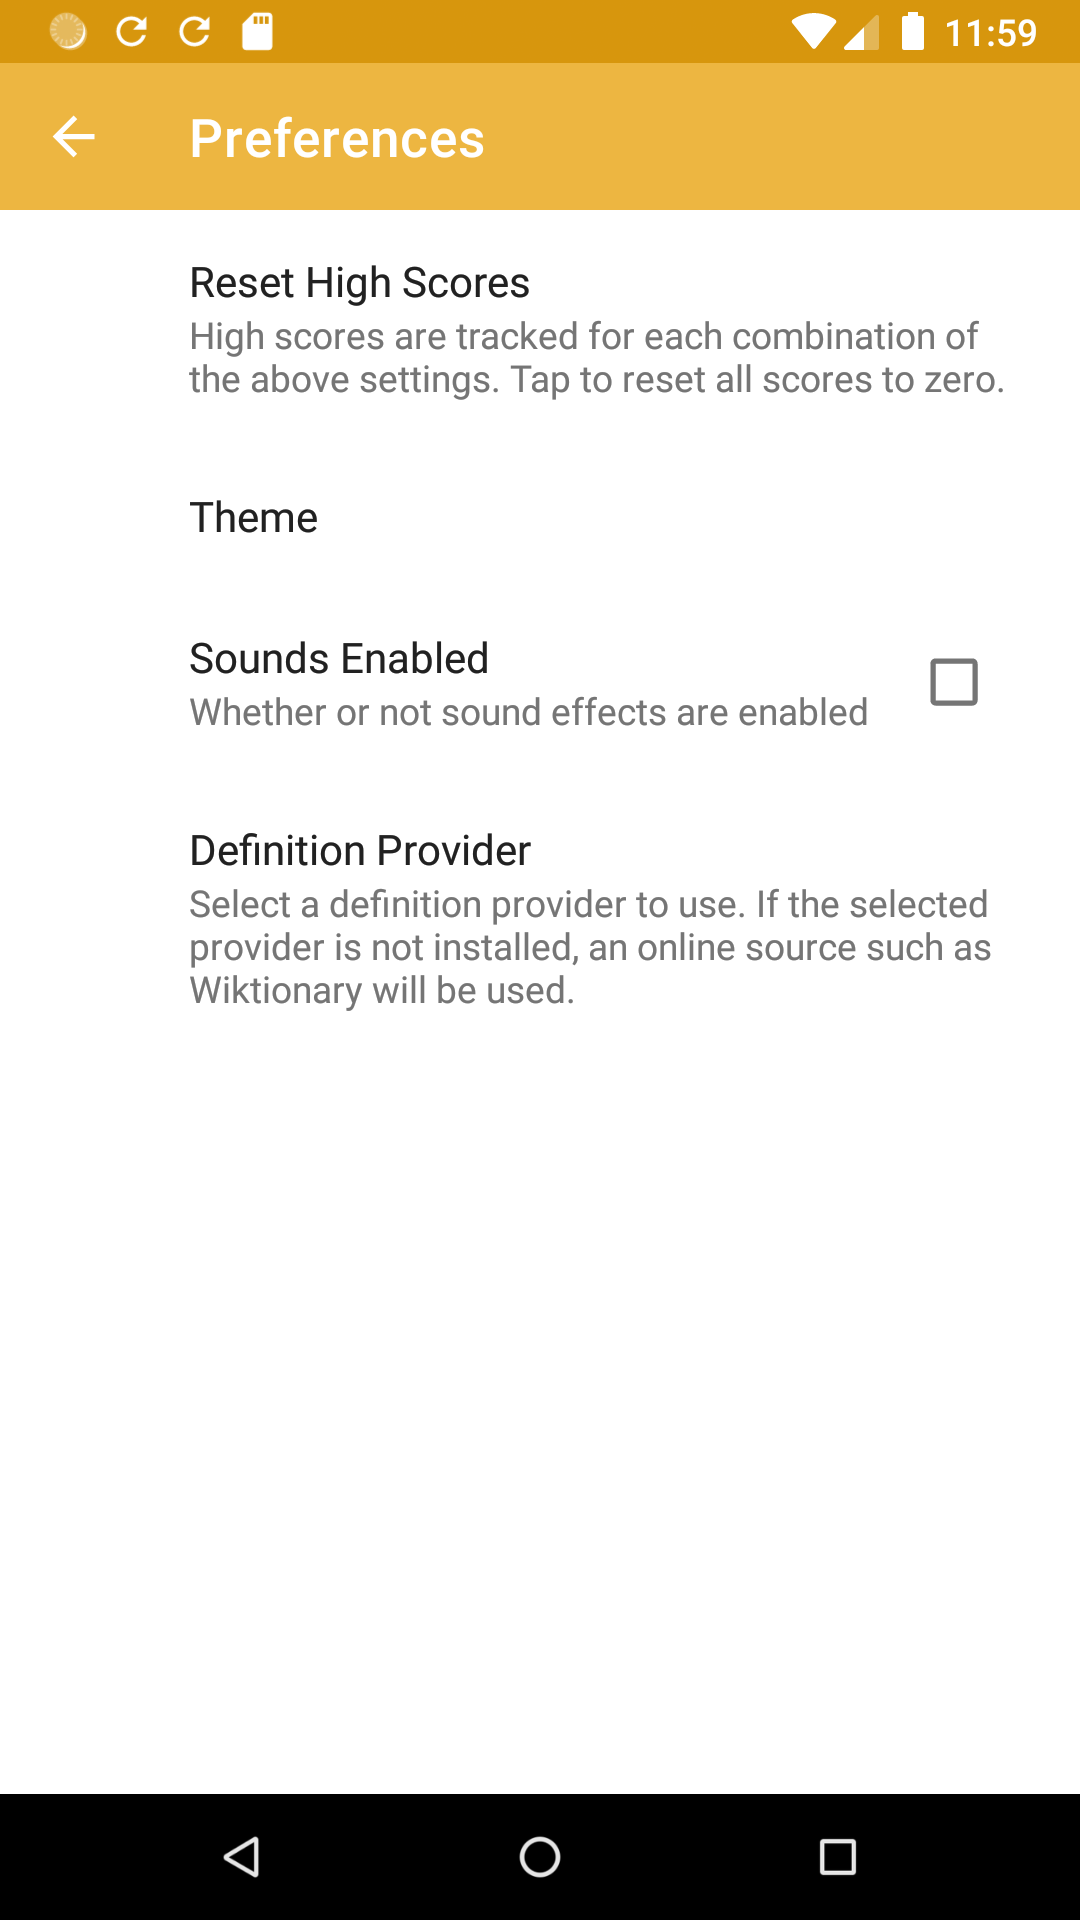 11:59
Preferences
Reset High Scores
High scores are tracked for each combination of
the above settings. Tap to reset all scores to zero.
Theme
Sounds Enabled
Whether or not sound effects are enabled
Definition Provider
Select a definition provider to use. If the selected
provider is not installed, an online source such as
Wiktionary will be used.